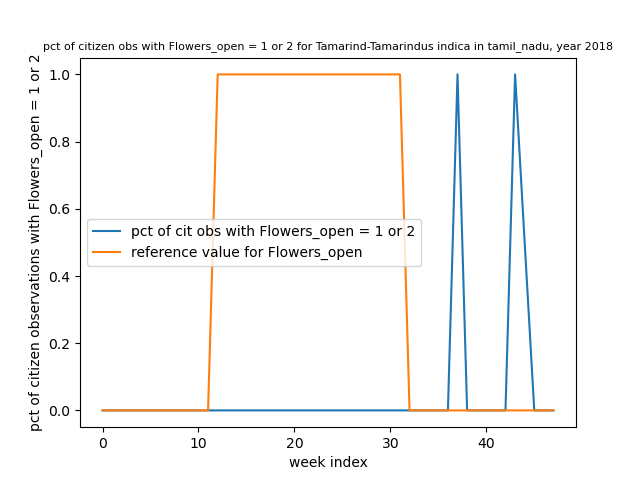 pct of citizen obs with Flowers_open = 1 or 2 for Tamarind-Tamarindus indica in tamil_nadu, year 2018
pct of citizen observations with Flowers_open = 1 or 2
1.0
0.8
0.6
0.4
0.2
0.0
pct of cit obs with Flowers_open = 1 or 2
reference value for Flowers_open
0 10 20 30 40
week index